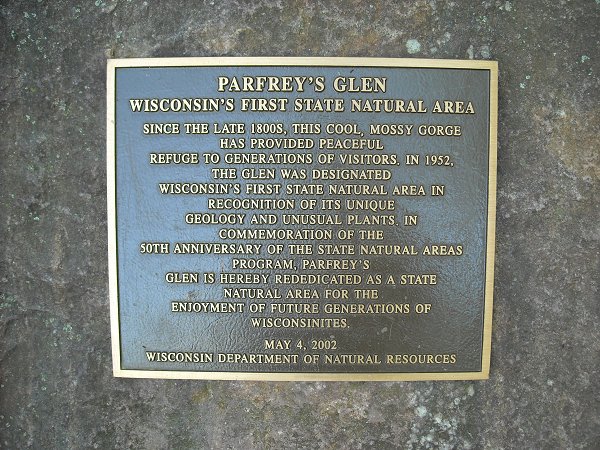 PARFREY'S GLEN
WISCONSIN'S FIRST STATE NATURAL AREA
SINCE THE LATE 1800S, THIS COOL, MOSSY GORGE
HAS PROVIDED PEACEFUL
REFUGE TO GENERATIONS OF VISITORS. IN 1952,
THE GLEN WAS DESIGNATED
WISCONSIN'S FIRST STATE NATURAL AREA IN
RECOGNITION OF ITS UNIQUE
GEOLOGY AND UNUSUAL PLANTS. IN
COMMEMORATION OF THE
50TH ANNIVERSARY OF THE STATE NATURAL AREAS
PROGRAM, PARFREY'S
GLEN IS HEREBY REDEDICATED AS A STATE
NATURAL AREA FOR THE
ENJOYMENT OF FUTURE GENERATIONS OF
WISCONSINITES.
MAY 4, 2002
WISCONSIN DEPARTMENT OF NATURAL RESOURCES